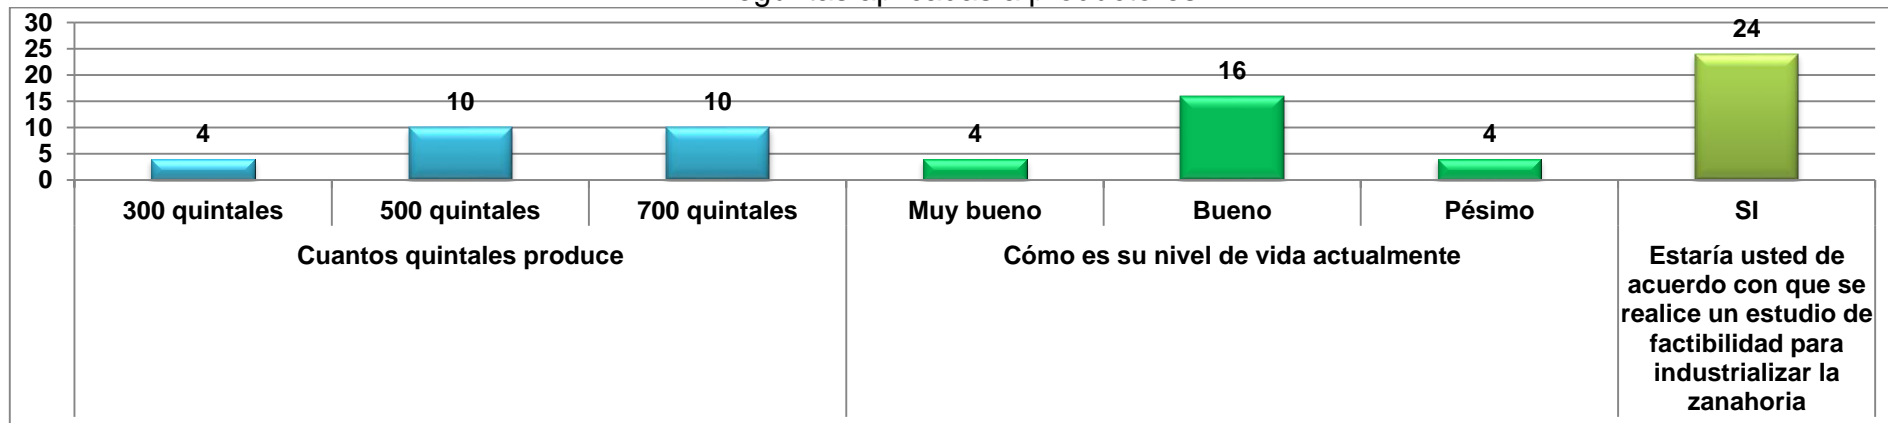 aplicadas a productores
30
25
20
15
10
5
0
4
10
10
4
16
4
24
300 quintales
500 quintales
700 quintales
Muy bueno
Bueno
Pésimo
SI
Cuantos quintales produce
Cómo es su nivel de vida actualmente
Estaría usted de
acuerdo con que se
realice un estudio de
factibilidad para
industrializar la
zanahoria